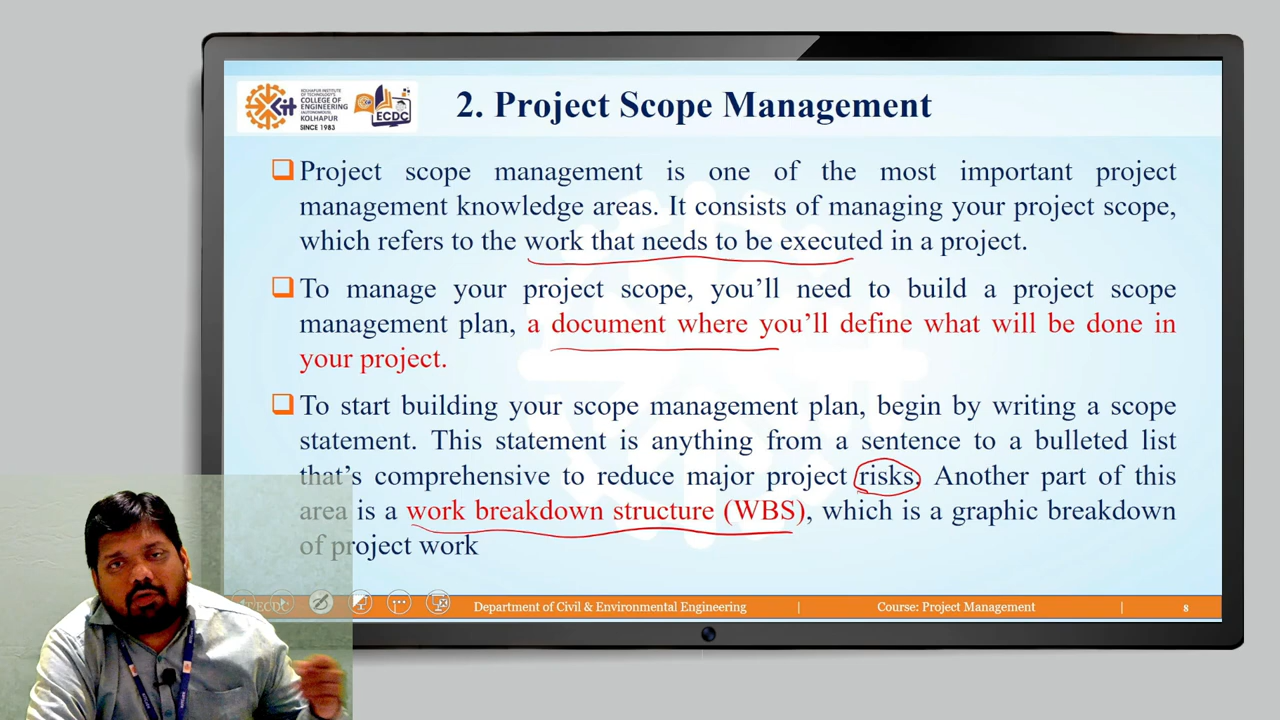 KOLHAPUR INSTITUTE
OF TECHNOLOGY'S
COLLEGE OF
ENGINEERING
(AUTONOMOUS),
KOLHAPUR
SINCE 1983
ECDC
2. Project Scope Management
Project scope management is one of the most important project
management knowledge areas. It consists of managing your project scope,
which refers to the work that needs to be executed in a project.
To manage your project scope, you'll need to build a project scope
management plan, a document where you'll define what will be done in
your project.
To start building your scope management plan, begin by writing a scope
statement. This statement is anything from a sentence to a bulleted list
that's comprehensive to reduce major project risks. Another part of this
area is a work breakdown structure (WBS), which is a graphic breakdown
of project work
Department of Civil & Environmental Engineering | Course: Project Management | 8